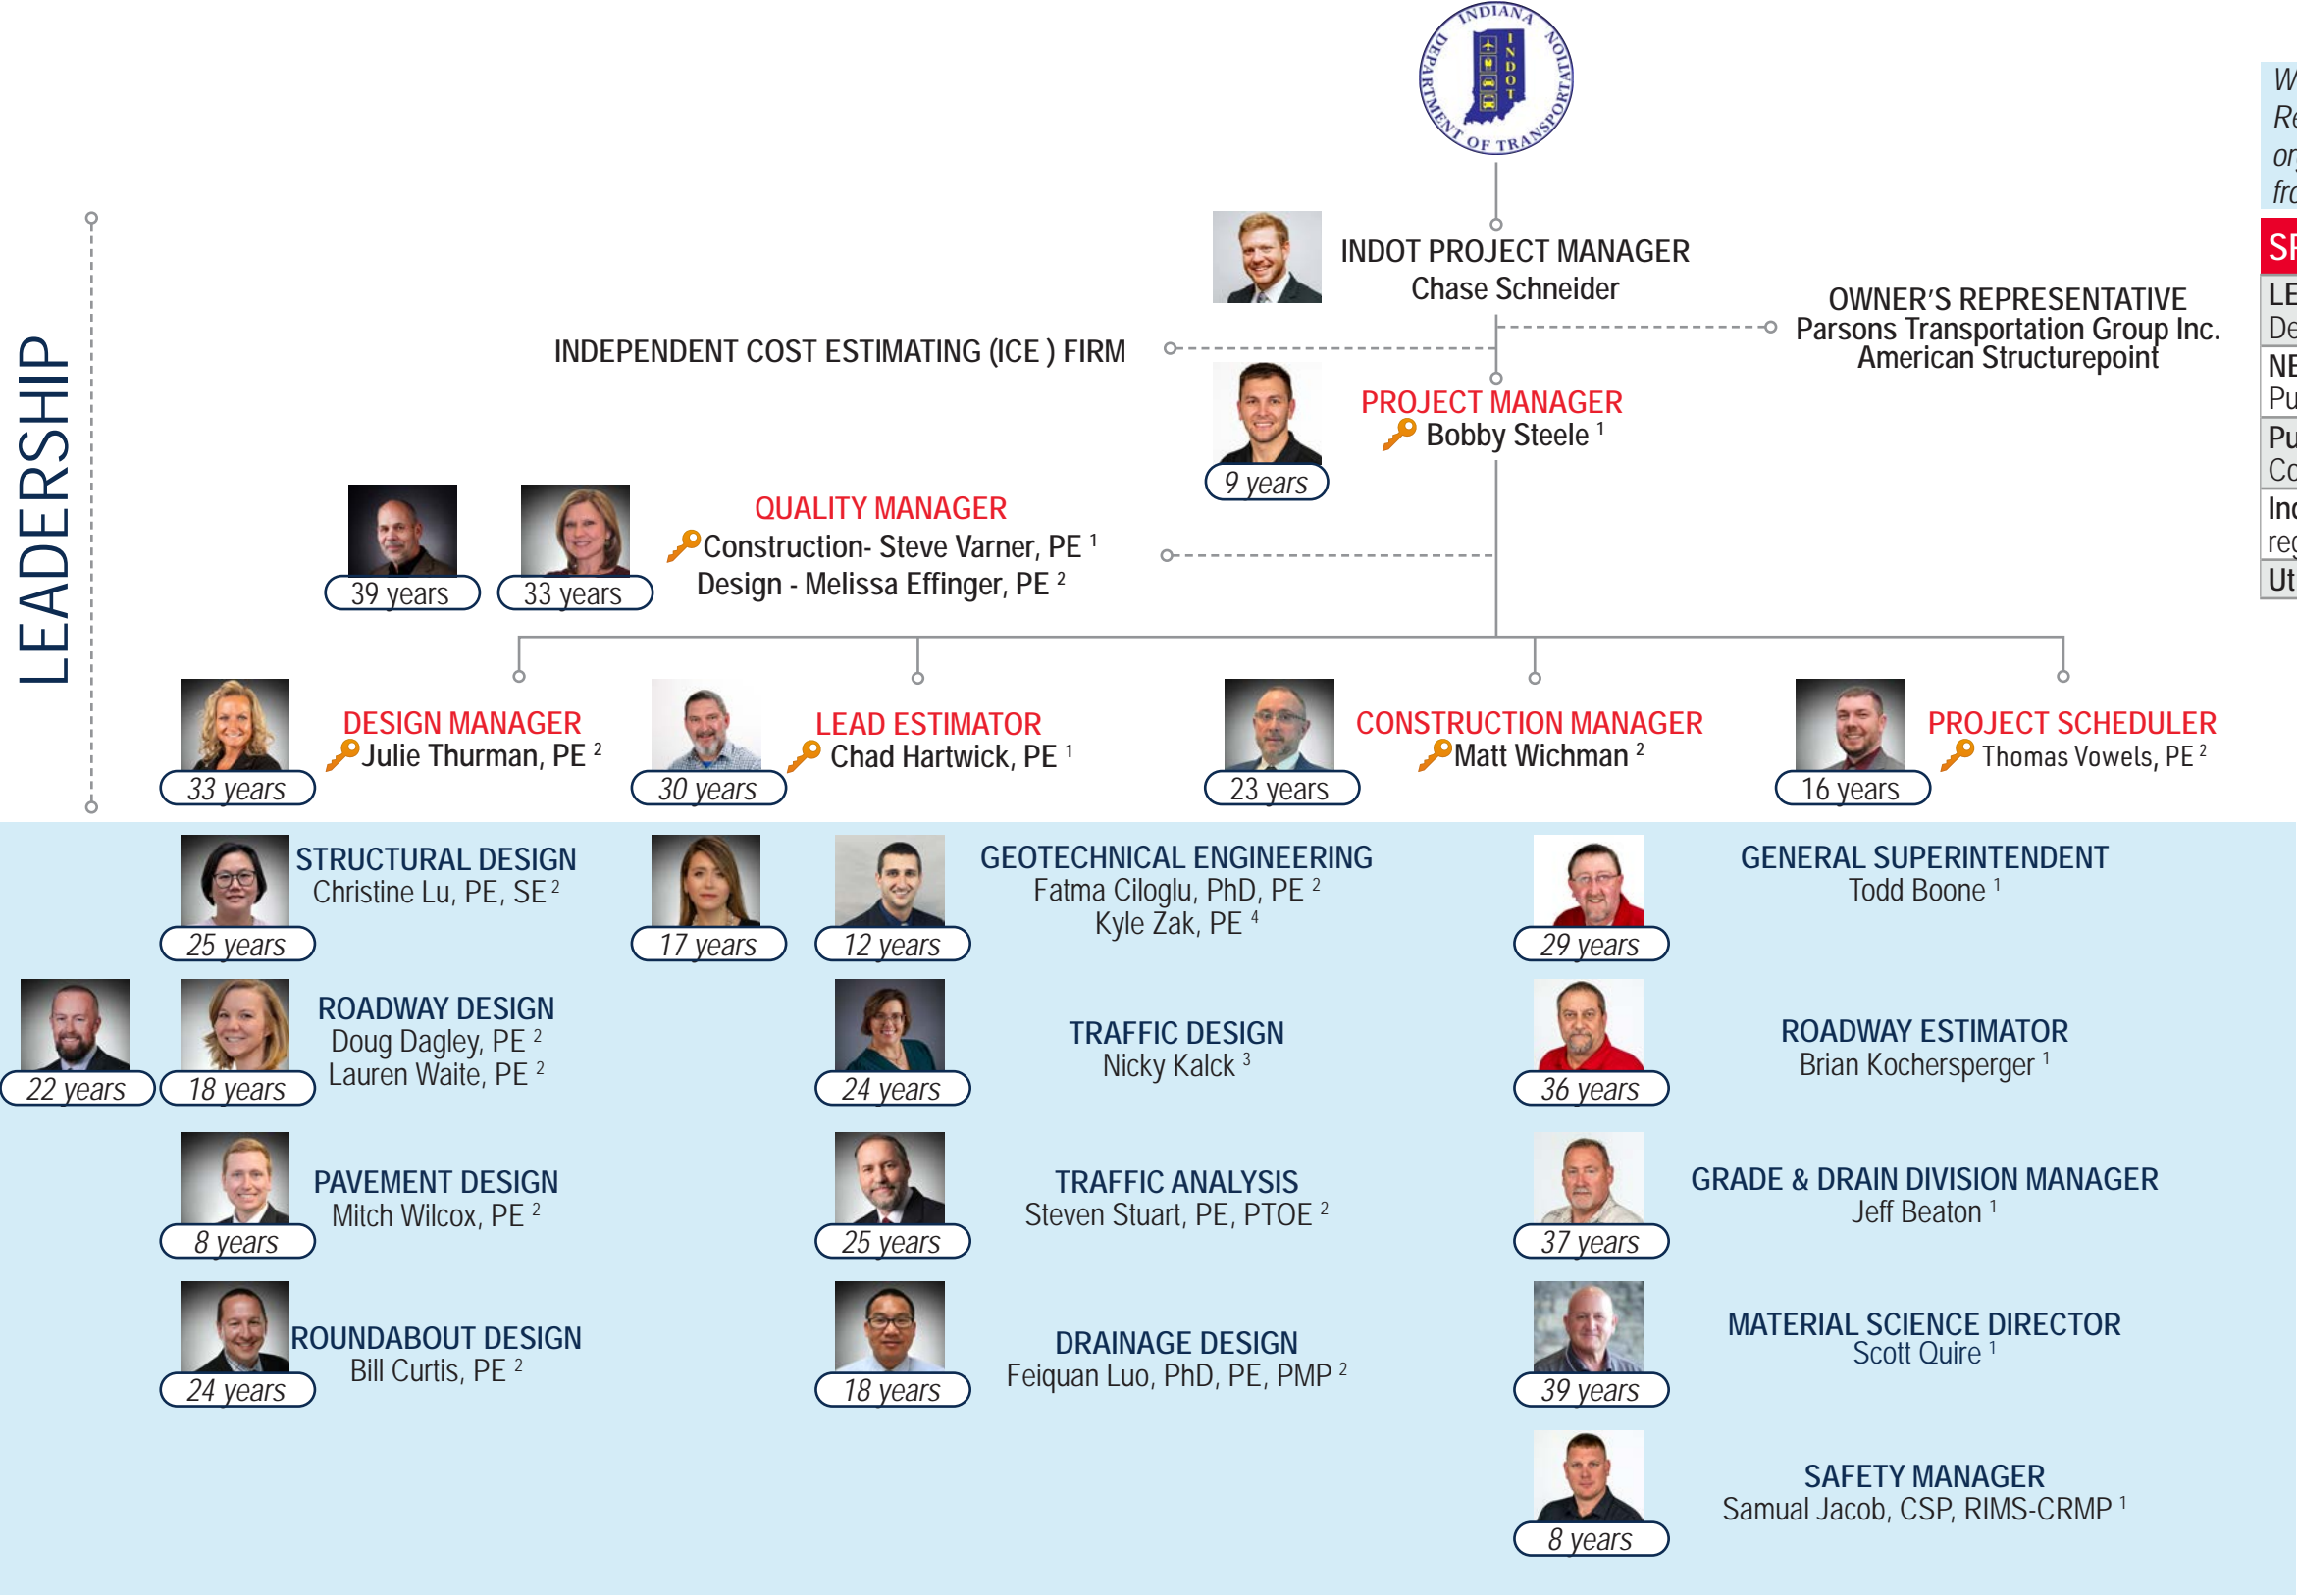 INDIANA
DEPARTMENT OF TRANSPORTATION
INDOT
INDOT PROJECT MANAGER
Chase Schneider
OWNER'S REPRESENTATIVE
Parsons Transportation Group Inc.
American Structurepoint
INDEPENDENT COST ESTIMATING (ICE ) FIRM
PROJECT MANAGER
Bobby Steele 1
9 years
LEADERSHIP
QUALITY MANAGER
Construction- Steve Varner, PE 1
Design - Melissa Effinger, PE 2
39 years
33 years
DESIGN MANAGER
Julie Thurman, PE 2
33 years
LEAD ESTIMATOR
Chad Hartwick, PE 1
30 years
CONSTRUCTION MANAGER
Matt Wichman 2
23 years
PROJECT SCHEDULER
Thomas Vowels, PE 2
16 years
STRUCTURAL DESIGN
Christine Lu, PE, SE 2
25 years
GEOTECHNICAL ENGINEERING
Fatma Ciloglu, PhD, PE 2
Kyle Zak, PE 4
17 years
12 years
GENERAL SUPERINTENDENT
Todd Boone 1
29 years
ROADWAY DESIGN
Doug Dagley, PE 2
Lauren Waite, PE 2
22 years
18 years
TRAFFIC DESIGN
Nicky Kalck 3
24 years
ROADWAY ESTIMATOR
Brian Kochersperger 1
36 years
PAVEMENT DESIGN
Mitch Wilcox, PE 2
8 years
TRAFFIC ANALYSIS
Steven Stuart, PE, PTOE 2
25 years
GRADE & DRAIN DIVISION MANAGER
Jeff Beaton 1
37 years
ROUNDABOUT DESIGN
Bill Curtis, PE 2
24 years
DRAINAGE DESIGN
Feiquan Luo, PhD, PE, PMP 2
18 years
MATERIAL SCIENCE DIRECTOR
Scott Quire 1
39 years
SAFETY MANAGER
Samual Jacob, CSP, RIMS-CRMP 1
8 years